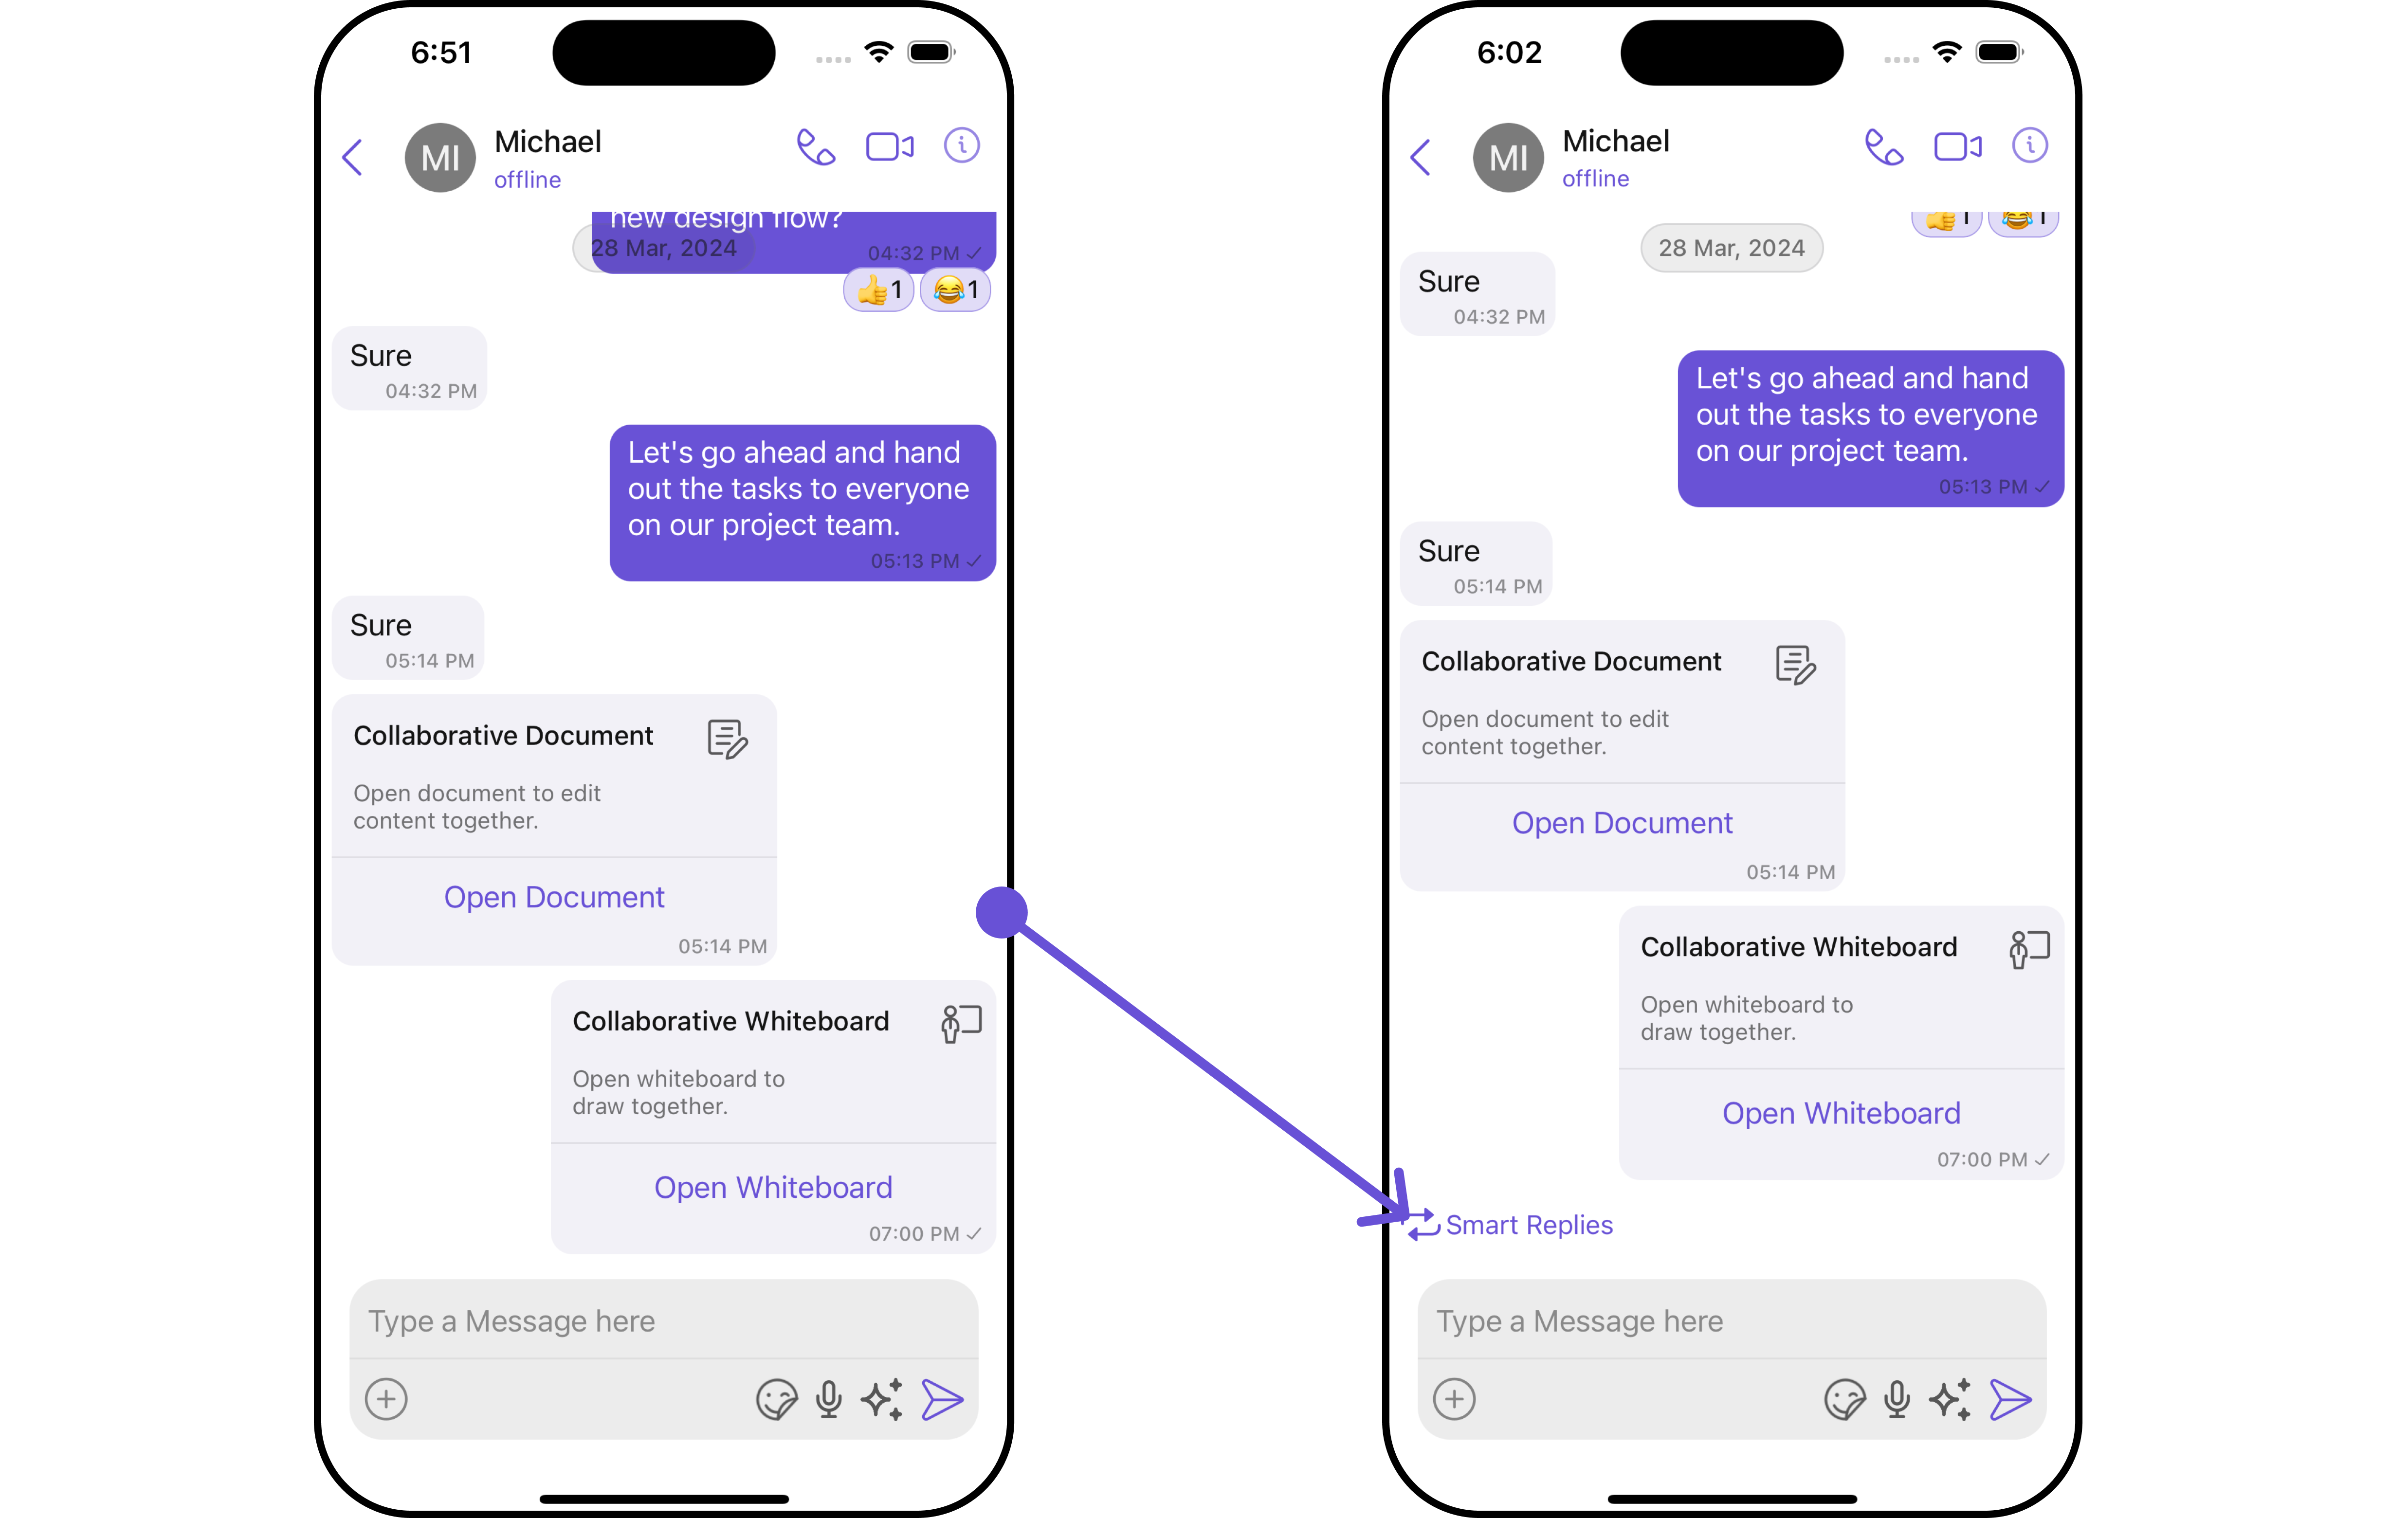 6:51
MI
Michael
offline
new design flow?
28 Mar, 2024
04:32 PM
1
1
Sure
04:32 PM
Let's go ahead and hand
out the tasks to everyone
on our project team.
05:13 PM
Sure
05:14 PM
Collaborative Document
Open document to edit
content together.
Open Document
05:14 PM
Collaborative Whiteboard
Open whiteboard to
draw together.
Open Whiteboard
07:00 PM
Type a Message here
6:02
MI
Michael
offline
1
1
28 Mar, 2024
Sure
04:32 PM
Let's go ahead and hand
out the tasks to everyone
on our project team.
05:13 PM
Sure
05:14 PM
Collaborative Document
Open document to edit
content together.
Open Document
05:14 PM
Collaborative Whiteboard
Open whiteboard to
draw together.
Open Whiteboard
07:00 PM
Smart Replies
Type a Message here